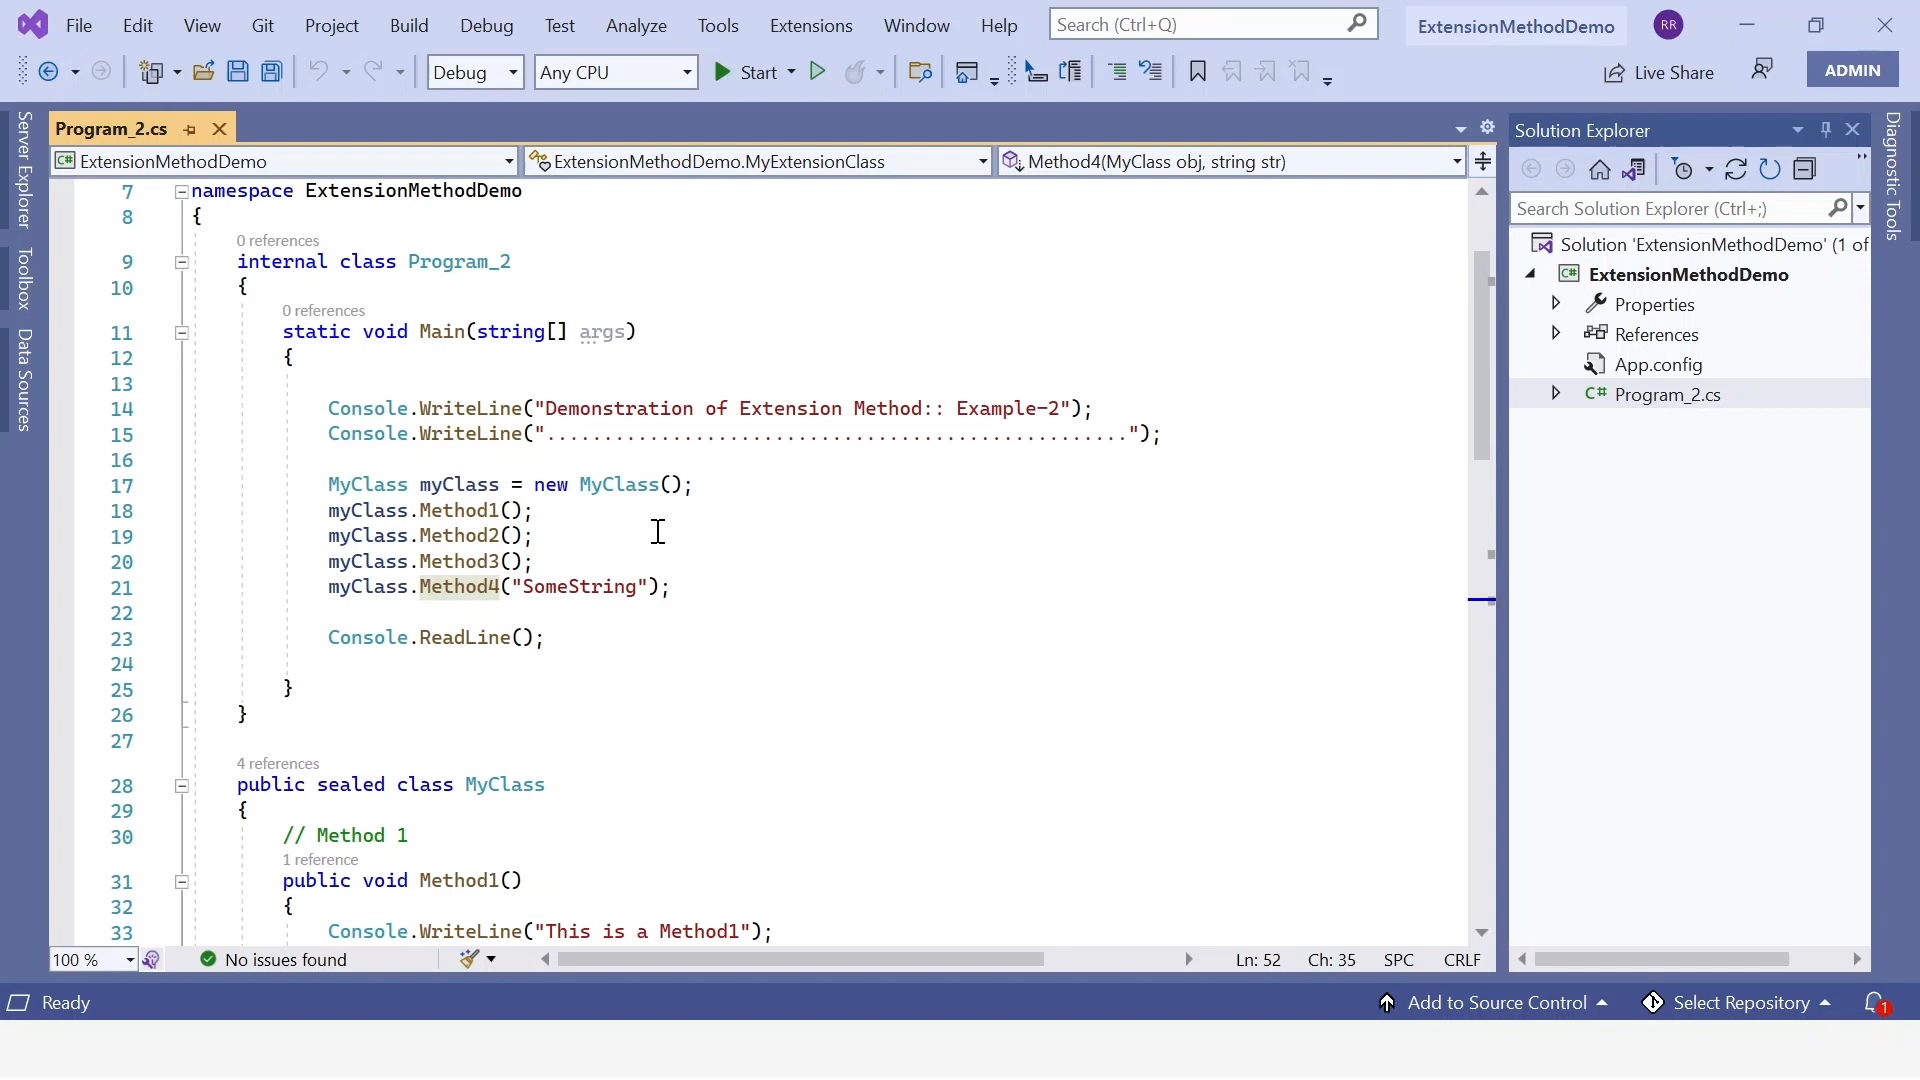 File Edit View Git Project Build Debug Test Analyze Tools Extensions Window Help Search (Ctrl+Q) ExtensionMethodDemo RR
Debug Any CPU Start Live Share ADMIN
Server Explorer
Toolbox
Data Sources
Program_2.cs
ExtensionMethodDemo ExtensionMethodDemo.MyExtensionClass Method4(MyClass obj, string str)
7 namespace ExtensionMethodDemo
8 {
0 references
9 internal class Program_2
10 {
0 references
11 static void Main(string[] args)
12 {
13
14 Console.WriteLine("Demonstration of Extension Method:: Example-2");
15 Console.WriteLine("...................................................");
16
17 MyClass myClass = new MyClass();
18 myClass.Method1();
19 myClass.Method2();
20 myClass.Method3();
21 myClass.Method4("SomeString");
22
23 Console.ReadLine();
24
25 }
26 }
27
4 references
28 public sealed class MyClass
29 {
30 // Method 1
1 reference
31 public void Method1()
32 {
33 Console.WriteLine("This is a Method1");
100 % No issues found Ln: 52 Ch: 35 SPC CRLF
Solution Explorer
Search Solution Explorer (Ctrl+;)
Solution 'ExtensionMethodDemo' (1 of
C# ExtensionMethodDemo
Properties
References
App.config
C# Program_2.cs
Diagnostic Tools
Ready Add to Source Control Select Repository 1